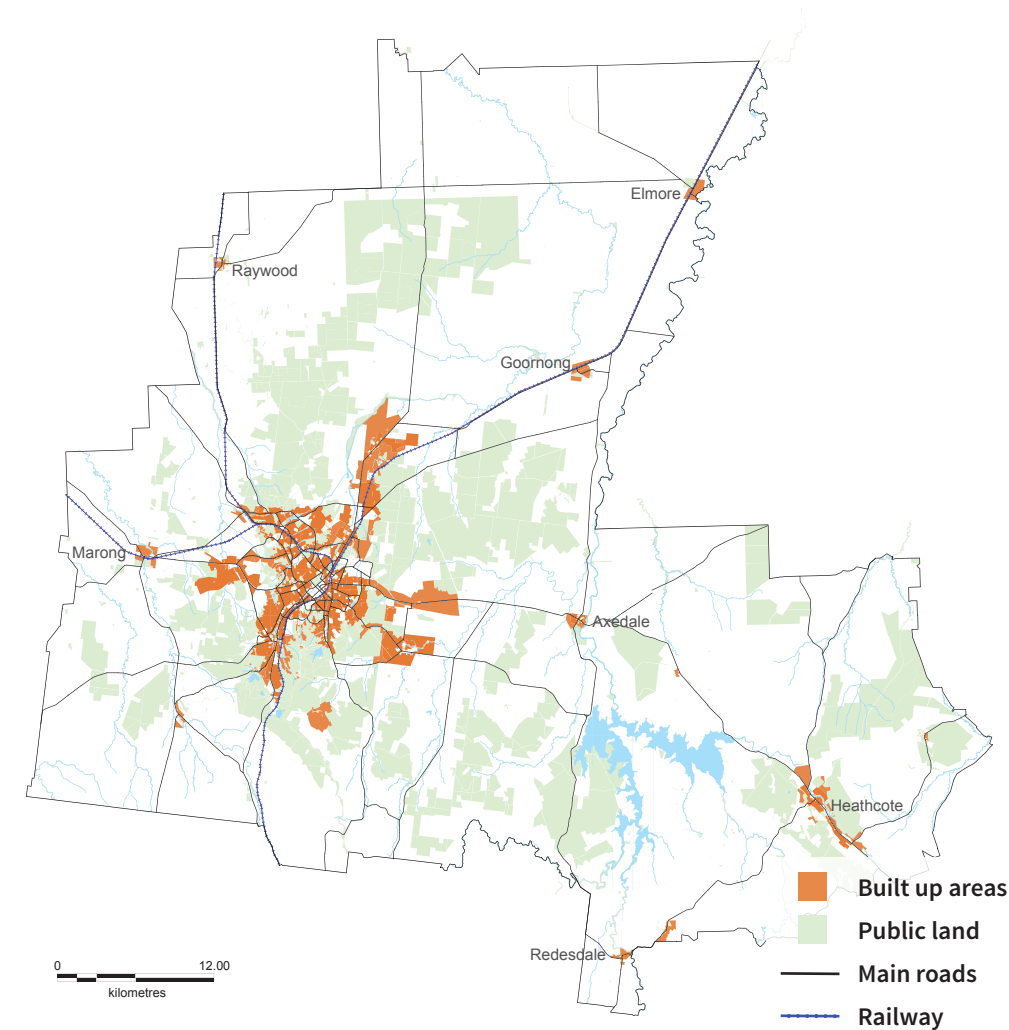 Elmore
Raywood
Goornong
Marong
Axedale
Heathcote
Redesdale
0 12.00
kilometres
Built up areas
Public land
Main roads
Railway